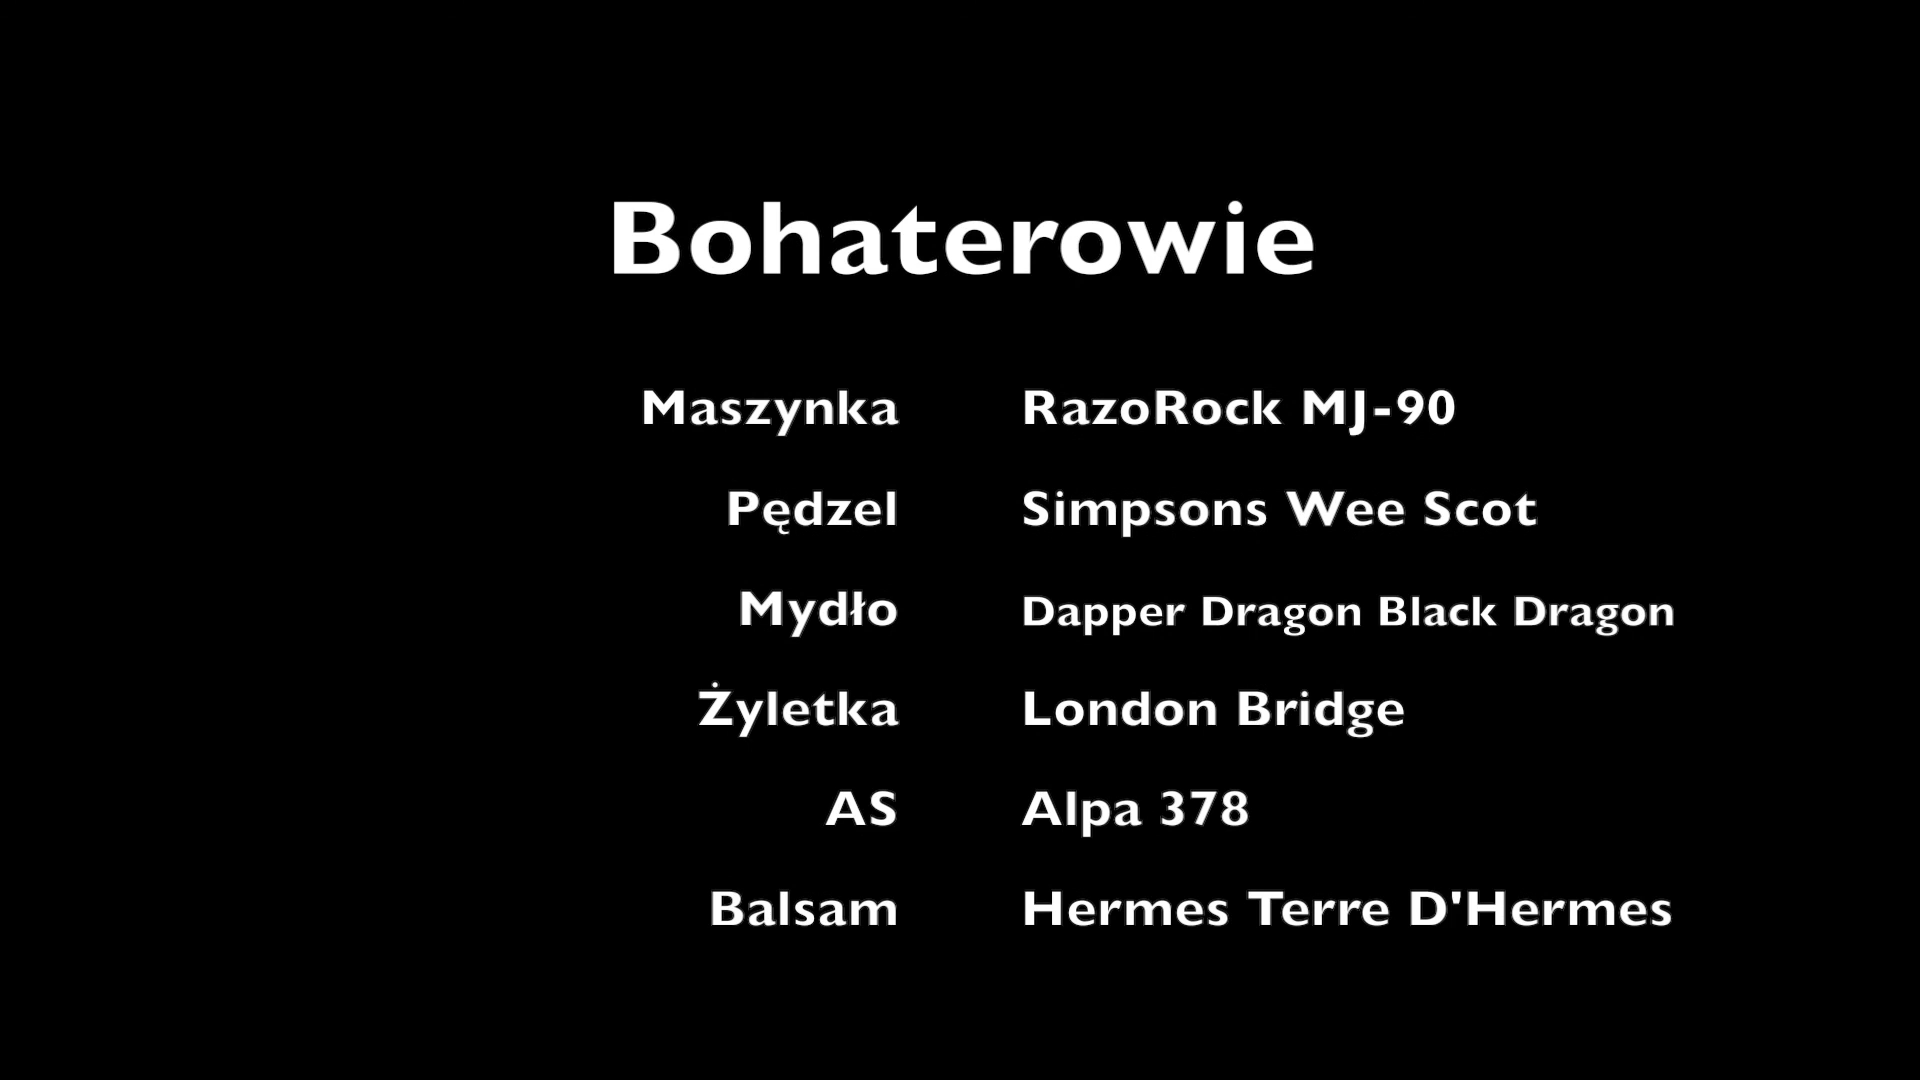 Bohaterowie
Maszynka RazoRock MJ-90
Pędzel Simpsons Wee Scot
Mydło Dapper Dragon Black Dragon
Żyletka London Bridge
AS Alpa 378
Balsam Hermes Terre D'Hermes